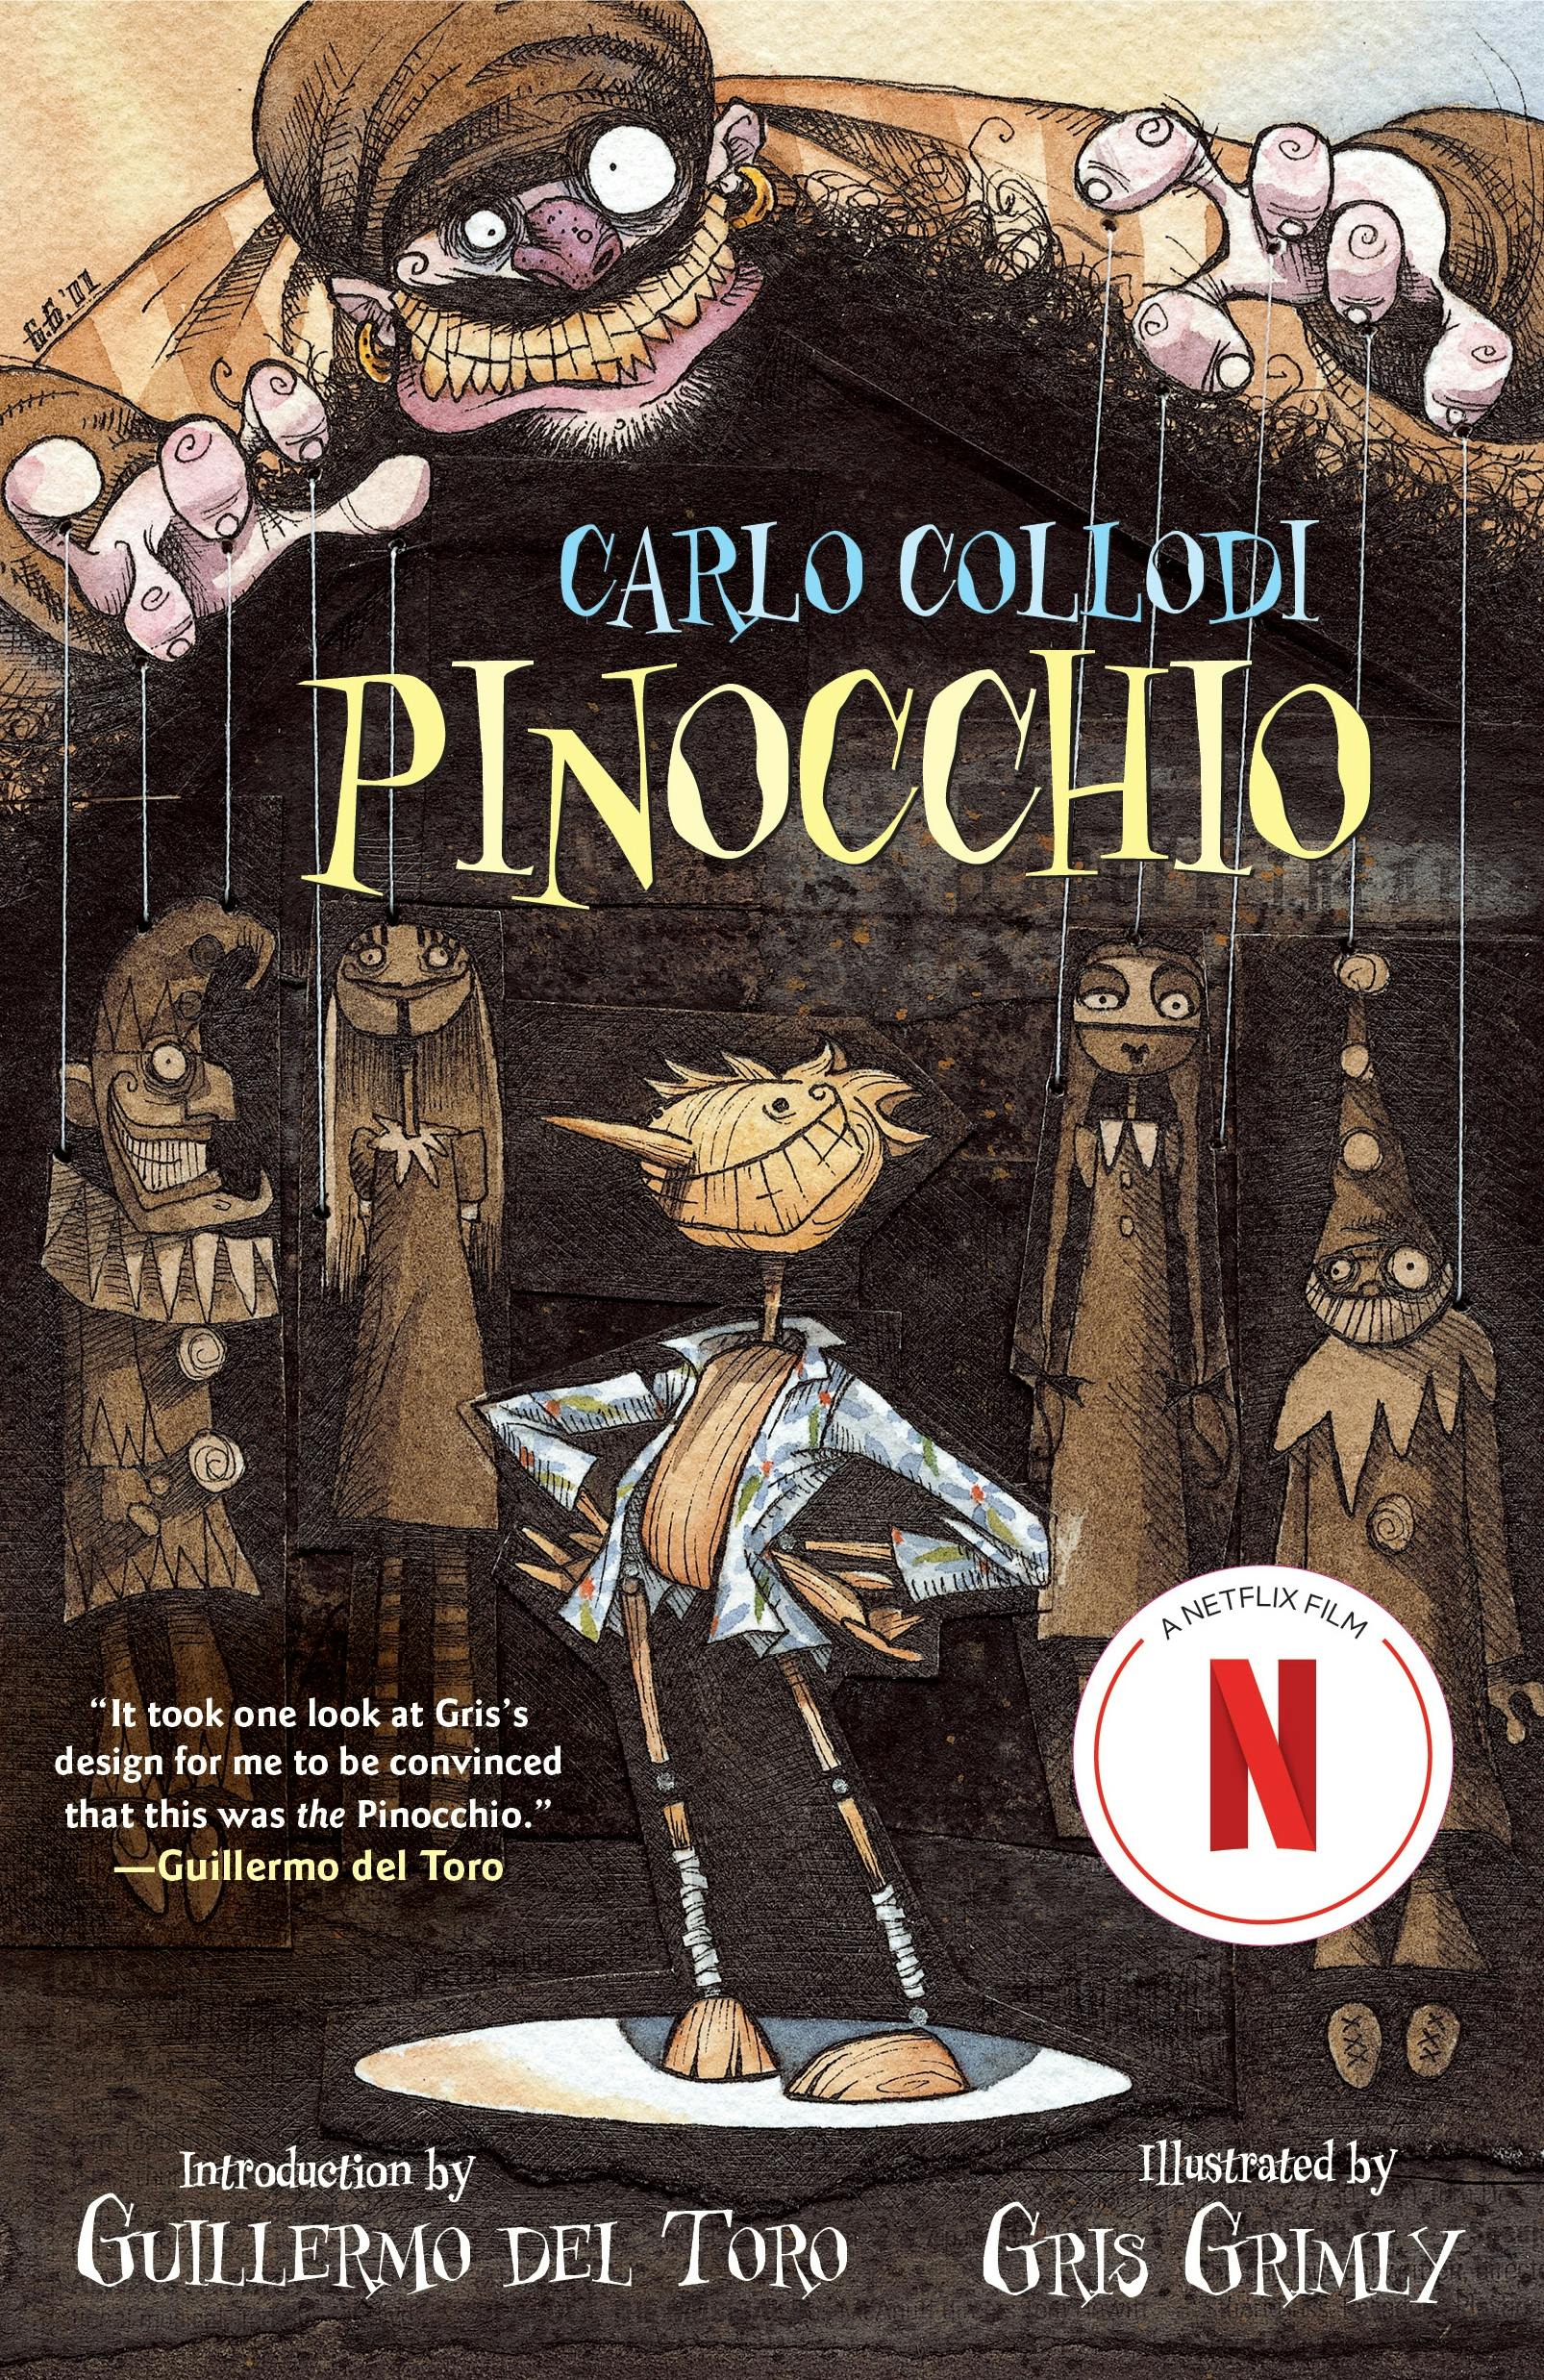 G.G.'01
CARLO COLLODI
PINOCCHIO
“It took one look at Gris’s
design for me to be convinced
that this was the Pinocchio.”
—Guillermo del Toro
A NETFLIX FILM
N
Introduction by
GUILLERMO DEL TORO
Illustrated by
GRIS GRIMLY